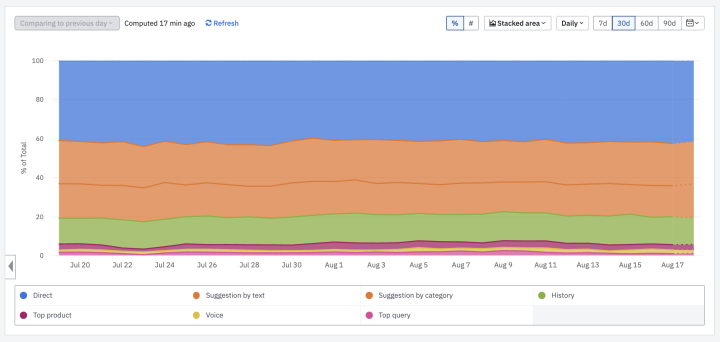 Comparing to previous day Computed 17 min ago Refresh % # Stacked area Daily 7d 30d 60d 90d
100
80
60
40
20
0
% of Total
Jul 20 Jul 22 Jul 24 Jul 26 Jul 28 Jul 30 Aug 1 Aug 3 Aug 5 Aug 7 Aug 9 Aug 11 Aug 13 Aug 15 Aug 17
Direct Suggestion by text Suggestion by category History
Top product Voice Top query